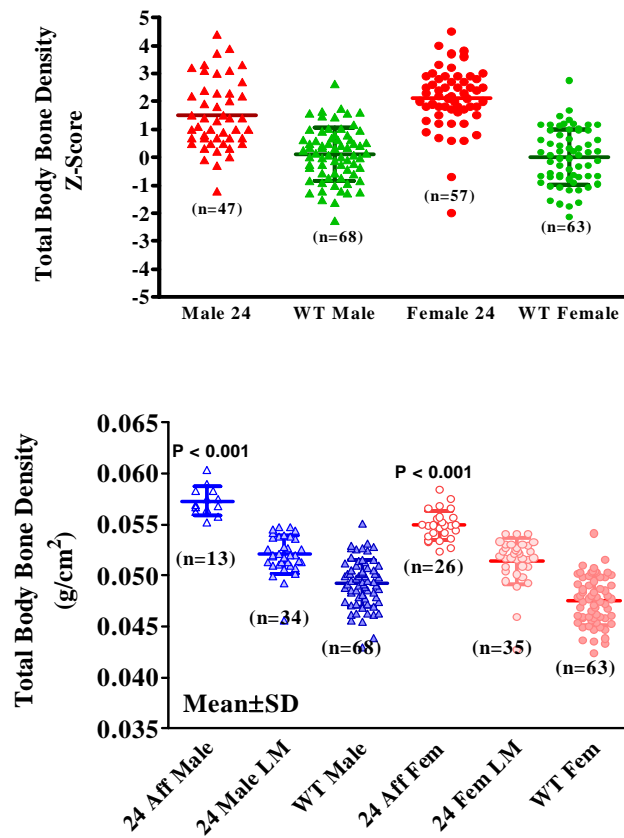 Total Body Bone Density
Z-Score
5
4
3
2
1
0
-1
-2
-3
-4
-5
(n=47)
(n=68)
(n=57)
(n=63)
Male 24
WT Male
Female 24
WT Female
Total Body Bone Density
(g/cm²)
0.065
0.060
0.055
0.050
0.045
0.040
0.035
P < 0.001
P < 0.001
(n=13)
(n=34)
(n=68)
(n=26)
(n=35)
(n=63)
Mean±SD
24 Aff Male
24 Male LM
WT Male
24 Aff Fem
24 Fem LM
WT Fem